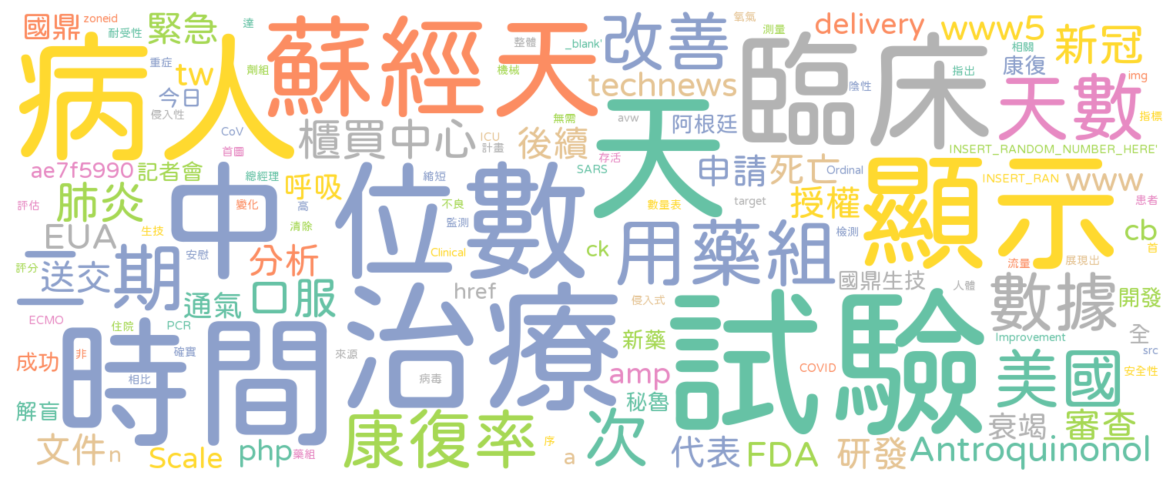 國鼎 zoneid 耐受性 緊急 達 CoV 蘇經天 整體 _blank' 氫氣 改善 測量 delivery www5 相關 新冠
病人 重症 tw 劑組 今日 侵入性 機械 technews 臨床 陰性 指出 康復 天數 img 指標
首圖 櫃買中心 ICU 計畫 無需 後續 avw 存活 天 阿根廷 INSERT_RANDOM_NUMBER_HERE'
ae7f5990 記者會 總經理 呼吸 縮短 SARS 申請 死亡 Ordinal 顯示 INSERT_RAN www
評估 肺炎 中位數 變化 高 不良 數量表 target 授權 患者
EUA 生技 清除 監測 用藥組 檢測 cb 首
評分 二期 送交 安慰 分析 Clinical ck 流量 展現出
通氣 口服 href 侵入式 國鼎生技 人體 數據 開發
ECMO 住院 PCR 時間 治療 試驗 新藥 Improvement 全 src
成功 非 確實 來源 amp COVID 美國 安全性
相比 病毒 秘魯
解盲 康復率 次 衰竭 審查
文件 n Scale php 藥組 序 a 代表 FDA 研發 Antroquinonol